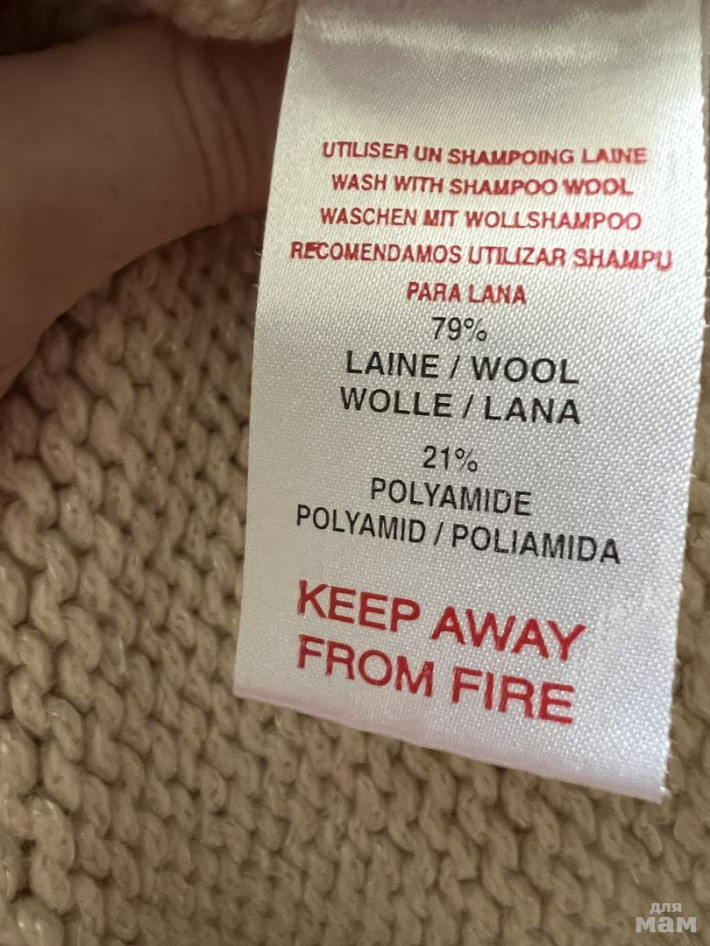 UTILISER UN SHAMPOING LAINE
WASH WITH SHAMPOO WOOL
WASCHEN MIT WOLLSHAMPOO
RECOMENDAMOS UTILIZAR SHAMPU
PARA LANA
79%
LAINE / WOOL
WOLLE / LANA
21%
POLYAMIDE
POLYAMID / POLIAMIDA
KEEP AWAY
FROM FIRE
для
мам